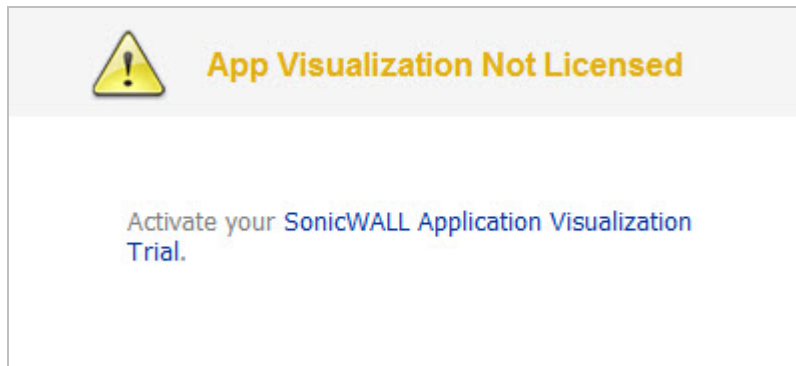 App Visualization Not Licensed
Activate your SonicWALL Application Visualization
Trial.